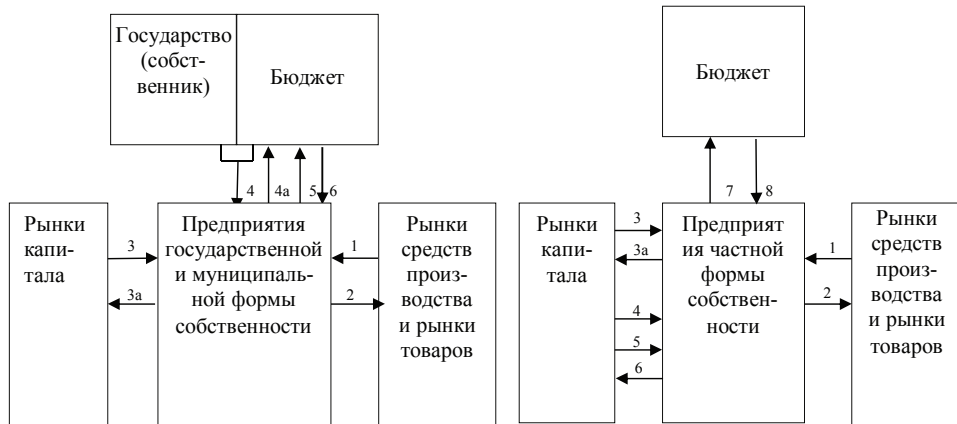 Государство
(собст-
венник)
Бюджет
4
4а
5
6
Рынки
капи-
тала
3
3а
Предприятия
государственной
и муниципаль-
ной формы
собственности
1
2
Рынки
средств
произ-
водства
и рынки
товаров
Бюджет
7
8
Рынки
капи-
тала
3
3а
4
5
6
Предприят
ия частной
формы
собствен-
ности
1
2
Рынки
средств
произ-
водства
и рынки
товаров